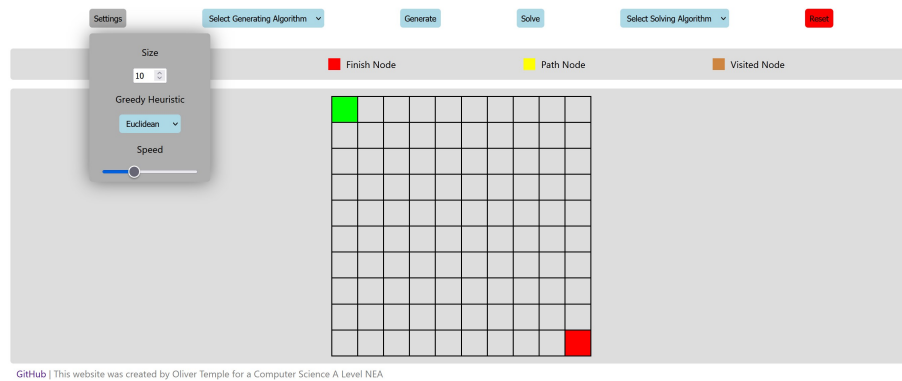 Settings
Select Generating Algorithm
Generate
Solve
Select Solving Algorithm
Reset
Size
10
Greedy Heuristic
Euclidean
Speed
Finish Node
Path Node
Visited Node
GitHub | This website was created by Oliver Temple for a Computer Science A Level NEA